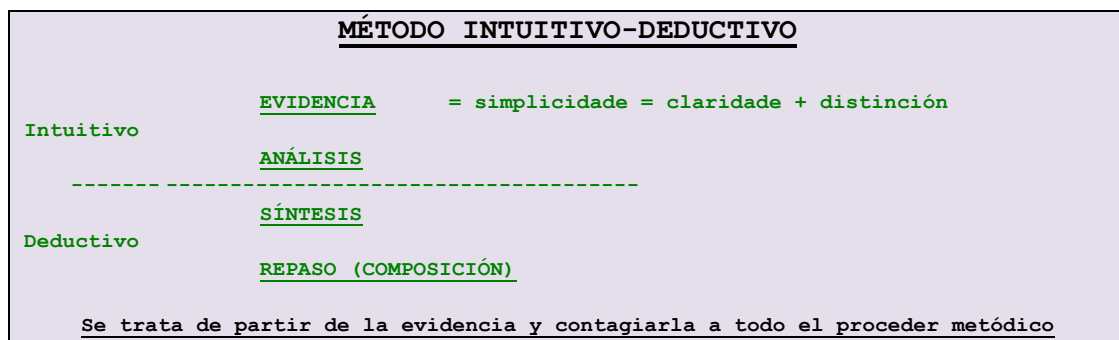 MÉTODO INTUITIVO-DEDUCTIVO
EVIDENCIA = simplicidade = claridade + distinción
Intuitivo
ANÁLISIS
------- -------------------------------------
SÍNTESIS
Deductivo
REPASO (COMPOSICIÓN)
Se trata de partir de la evidencia y contagiarla a todo el proceder metódico